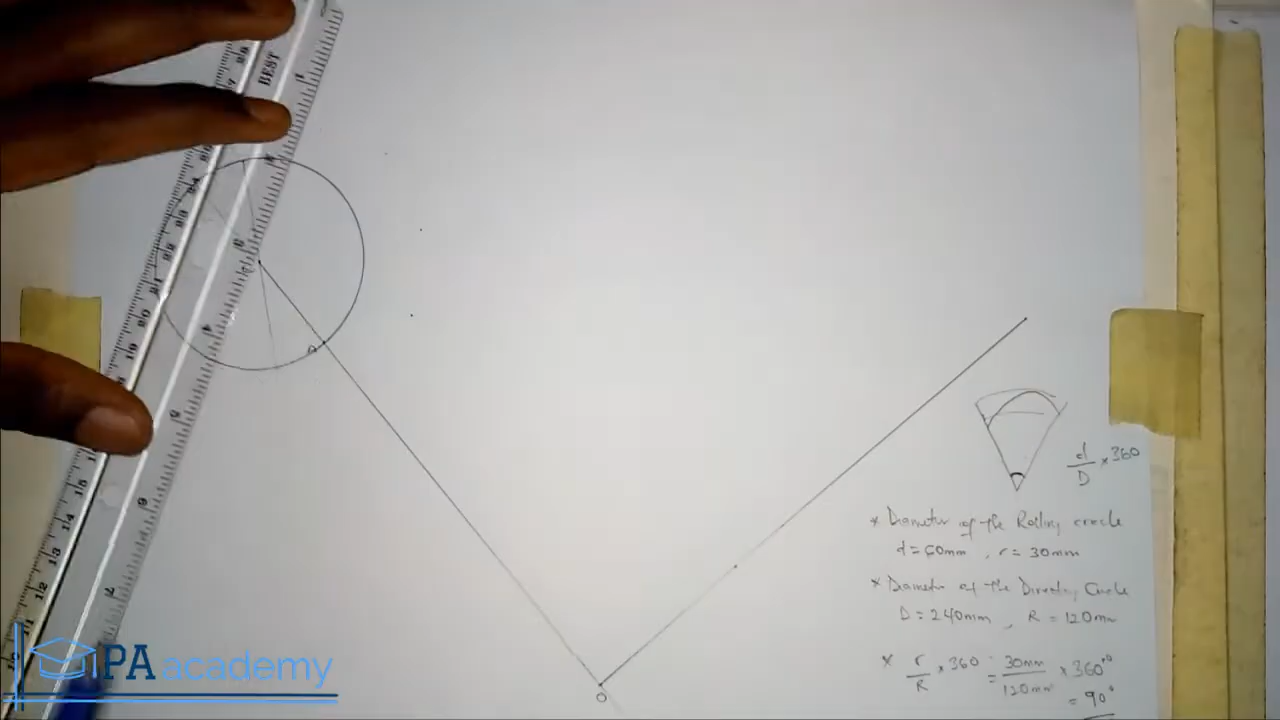 BEST
A
O
d/D × 360
* Diameter of the Rolling circle
d = 60mm , r = 30mm
* Diameter of the Directing Circle
D = 240mm , R = 120mm
* r/R × 360 = 30mm/120mm × 360°
= 90°
iPA academy